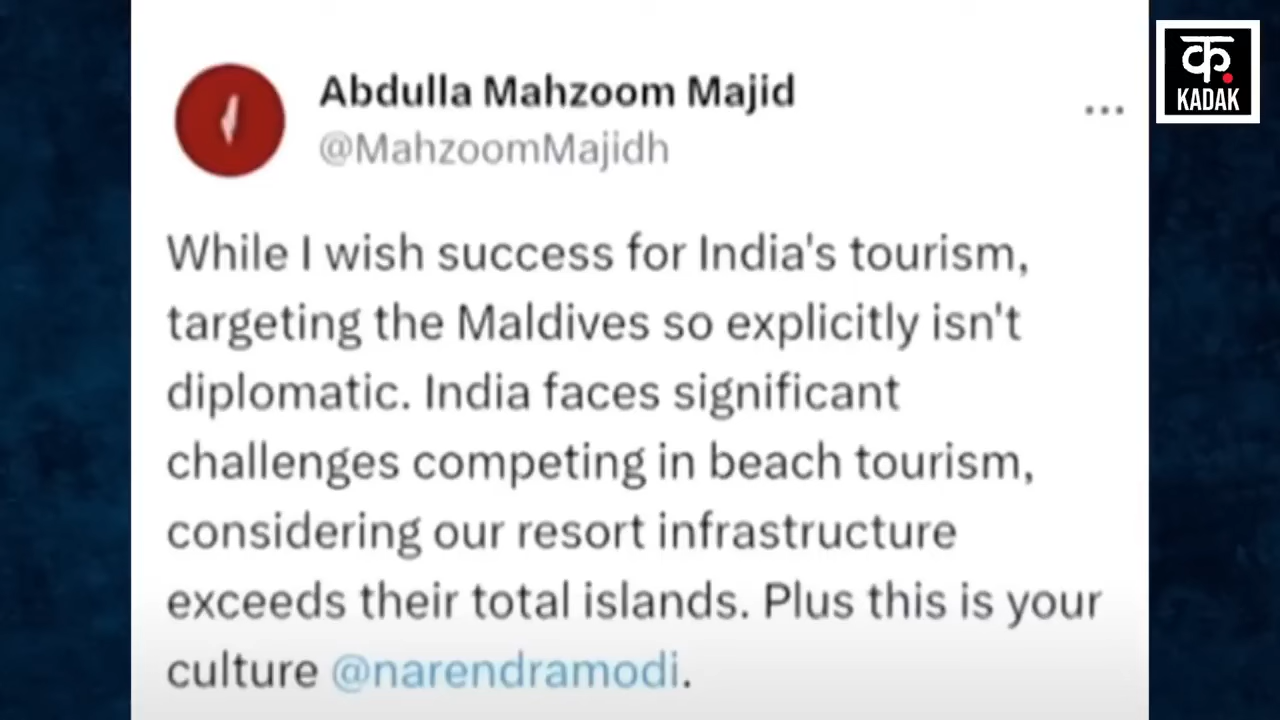 Abdulla Mahzoom Majid
@MahzoomMajidh
...
While I wish success for India's tourism,
targeting the Maldives so explicitly isn't
diplomatic. India faces significant
challenges competing in beach tourism,
considering our resort infrastructure
exceeds their total islands. Plus this is your
culture @narendramodi.
क.
KADAK